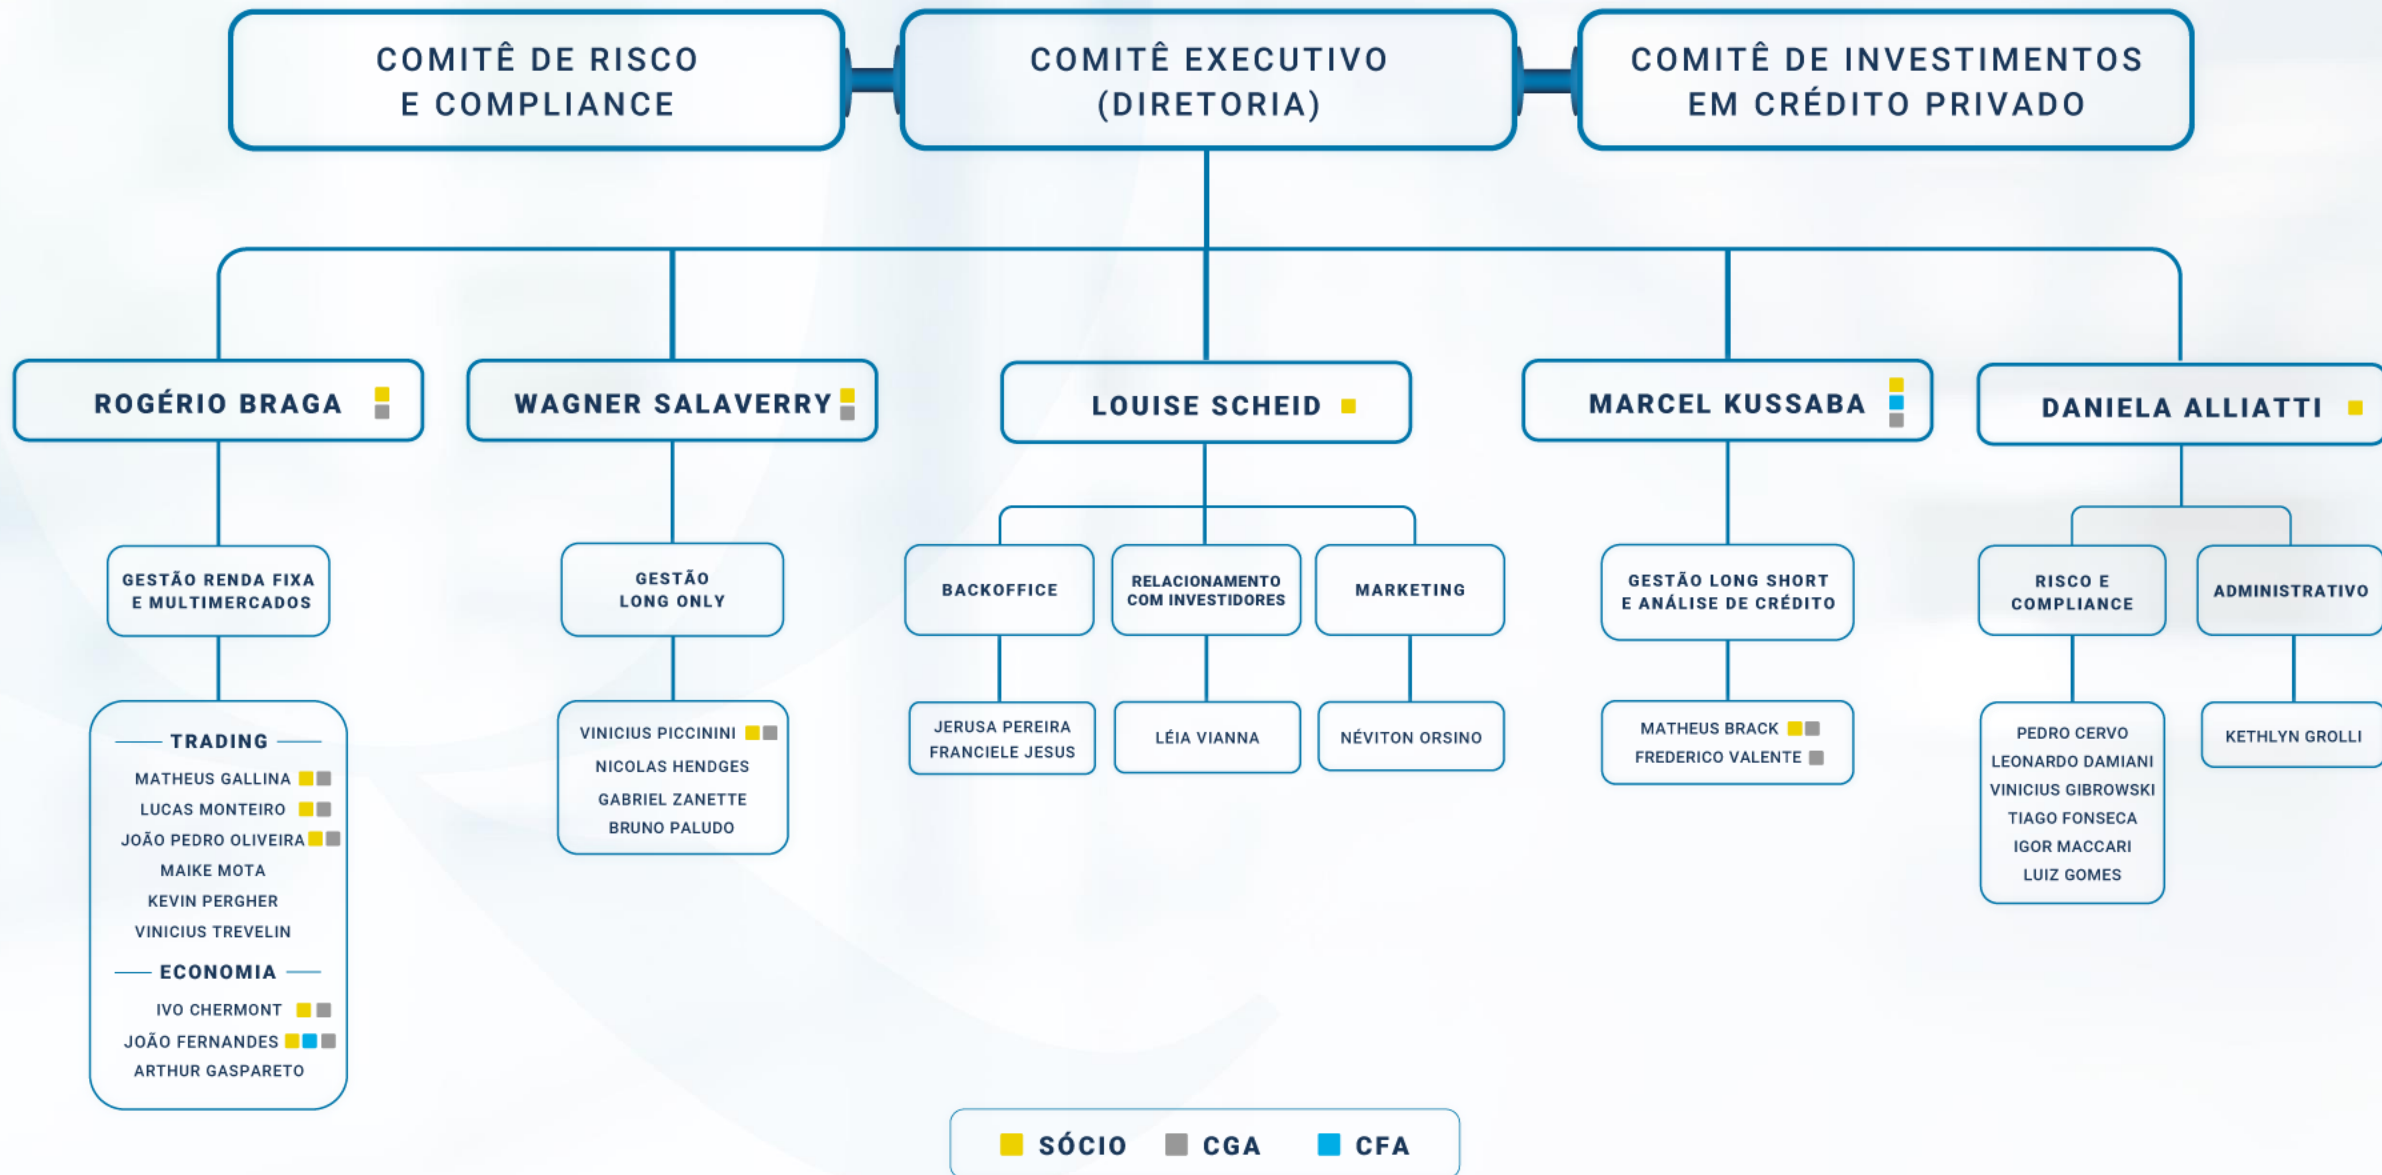 COMITÊ DE RISCO
E COMPLIANCE
COMITÊ EXECUTIVO
(DIRETORIA)
COMITÊ DE INVESTIMENTOS
EM CRÉDITO PRIVADO
ROGÉRIO BRAGA
WAGNER SALAVERRY
LOUISE SCHEID
MARCEL KUSSABA
DANIELA ALLIATTI
GESTÃO RENDA FIXA
E MULTIMERCADOS
GESTÃO
LONG ONLY
BACKOFFICE
RELACIONAMENTO
COM INVESTIDORES
MARKETING
GESTÃO LONG SHORT
E ANÁLISE DE CRÉDITO
RISCO E
COMPLIANCE
ADMINISTRATIVO
TRADING
MATHEUS GALLINA
LUCAS MONTEIRO
JOÃO PEDRO OLIVEIRA
MAIKE MOTA
KEVIN PERGHER
VINICIUS TREVELIN
ECONOMIA
IVO CHERMONT
JOÃO FERNANDES
ARTHUR GASPARETO
VINICIUS PICCININI
NICOLAS HENDGES
GABRIEL ZANETTE
BRUNO PALUDO
JERUSA PEREIRA
FRANCIELE JESUS
LÉIA VIANNA
NÉVITON ORSINO
MATHEUS BRACK
FREDERICO VALENTE
PEDRO CERVO
LEONARDO DAMIANI
VINICIUS GIBROWSKI
TIAGO FONSECA
IGOR MACCARI
LUIZ GOMES
KETHLYN GROLLI
SÓCIO
CGA
CFA